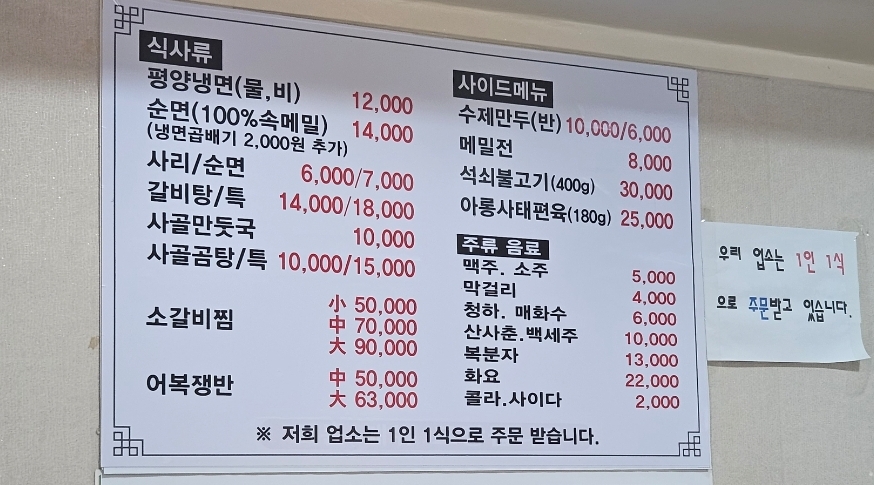 식사류
평양냉면(물,비) 12,000
순면(100%속메밀) 14,000
(냉면곱배기 2,000원 추가)
사리/순면 6,000/7,000
갈비탕/특 14,000/18,000
사골만둣국 10,000
사골곰탕/특 10,000/15,000
소갈비찜 小 50,000
中 70,000
大 90,000
어복쟁반 中 50,000
大 63,000
사이드메뉴
수제만두(반) 10,000/6,000
메밀전 8,000
석쇠불고기(400g) 30,000
아롱사태편육(180g) 25,000
주류 음료
맥주. 소주 5,000
막걸리 4,000
청하. 매화수 6,000
산사춘.백세주 10,000
복분자 13,000
화요 22,000
콜라.사이다 2,000
※ 저희 업소는 1인 1식으로 주문 받습니다.
우리 업소는 1인 1식
으로 주문받고 있습니다.